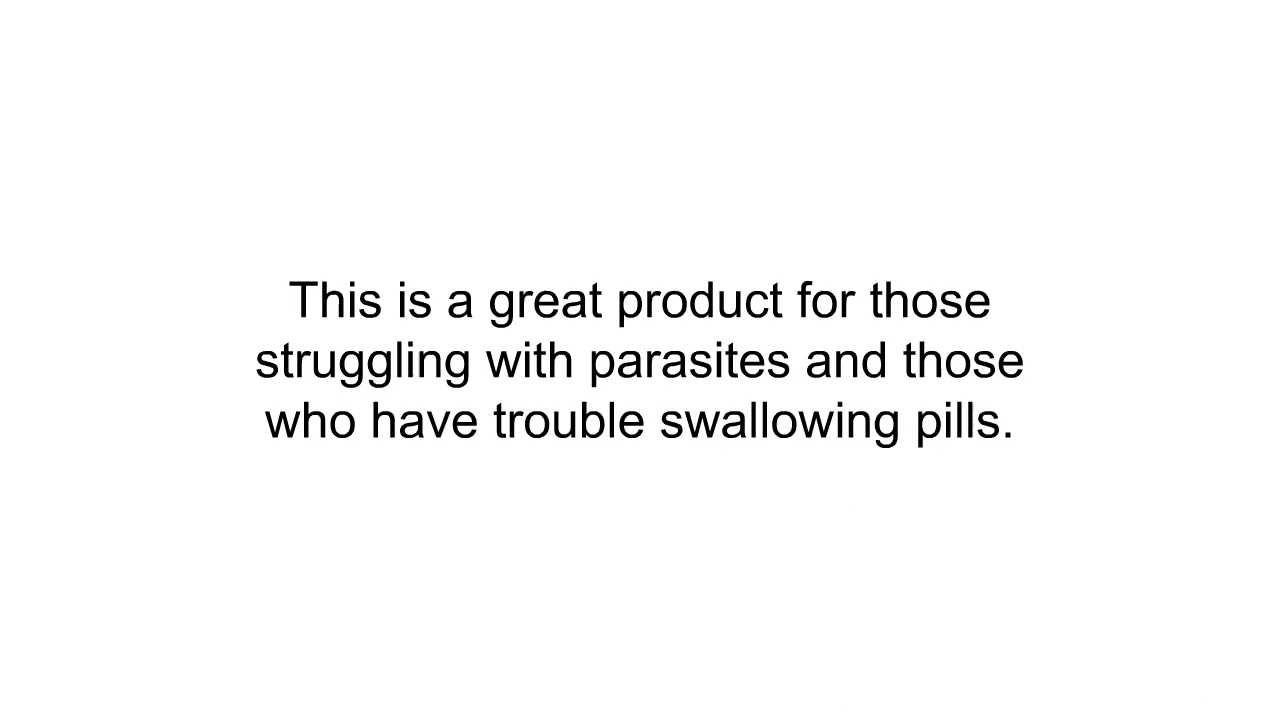 This is a great product for those
struggling with parasites and those
who have trouble swallowing pills.